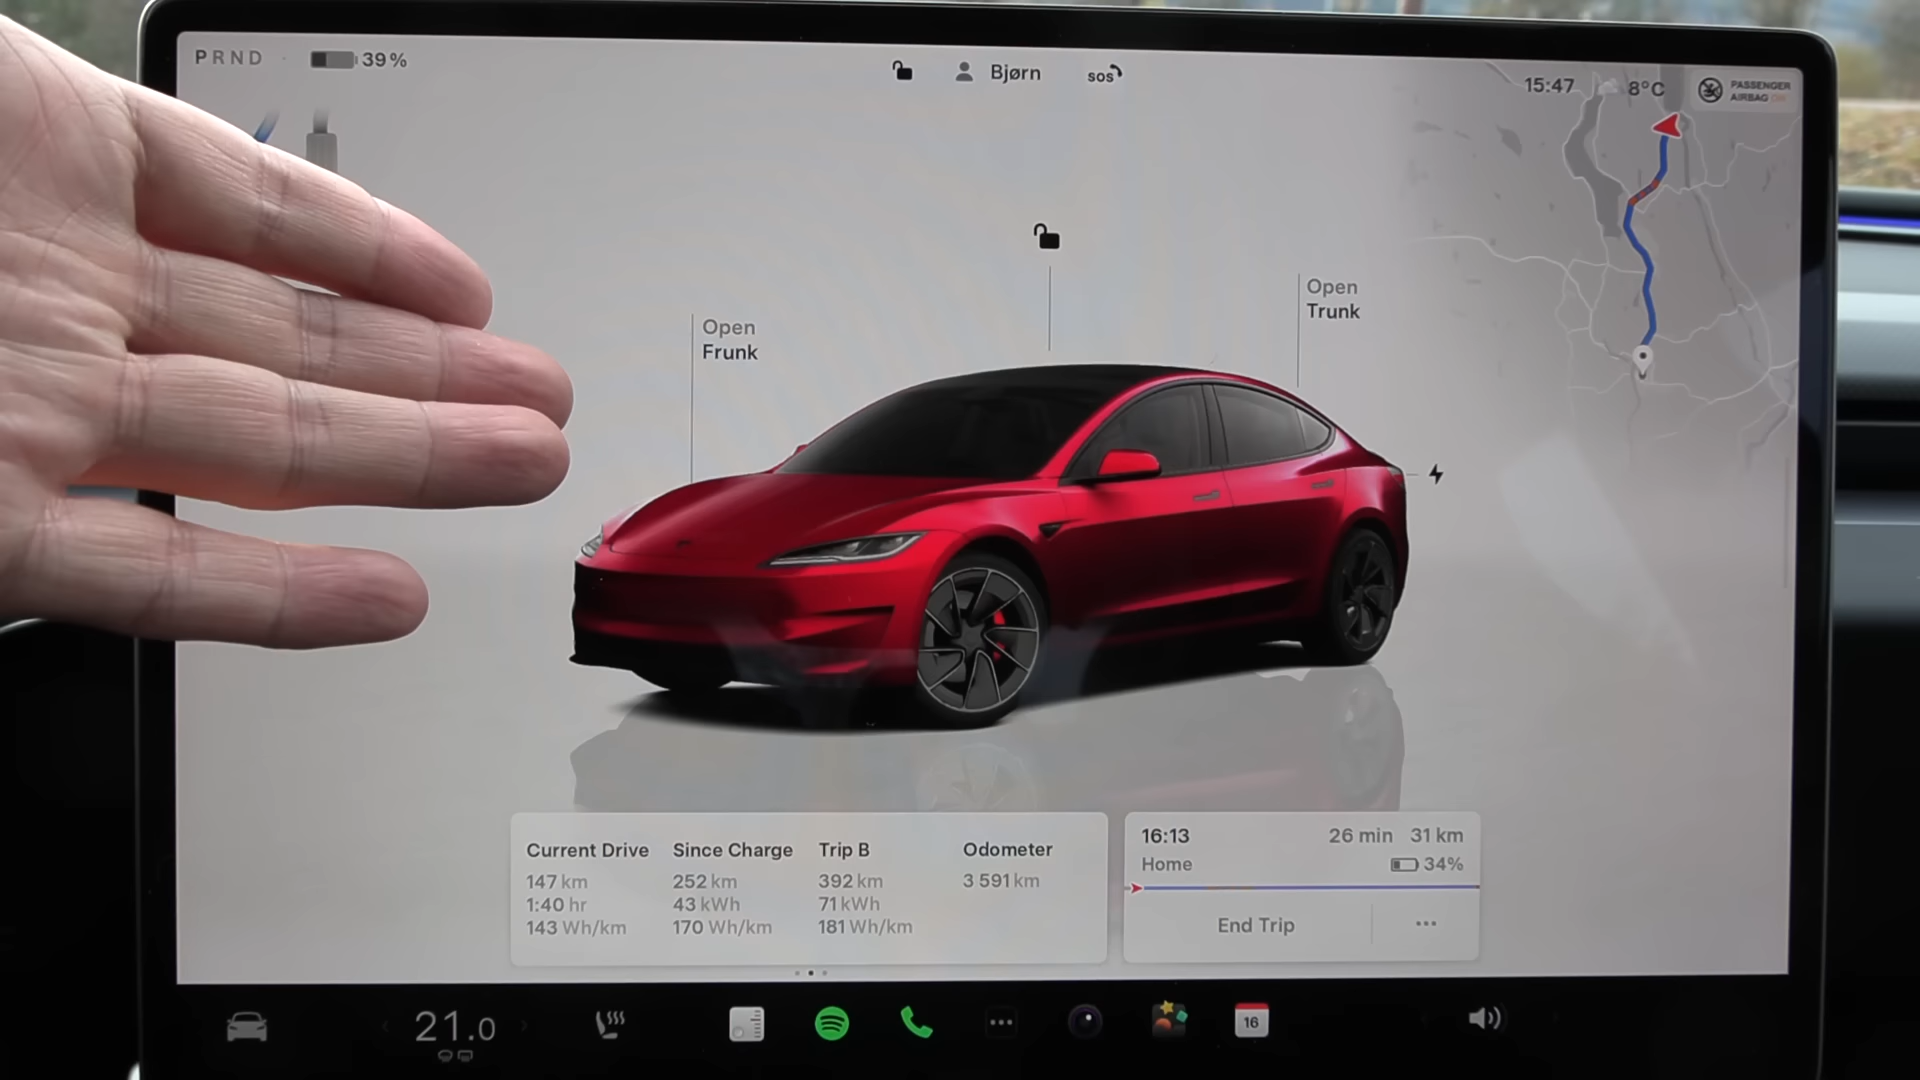 PRND
39%
Bjørn
SOS
15:47
8°C
PASSENGER
AIRBAG ON
Open
Frunk
Open
Trunk
Current Drive
147 km
1:40 hr
143 Wh/km
Since Charge
252 km
43 kWh
170 Wh/km
Trip B
392 km
71 kWh
181 Wh/km
Odometer
3 591 km
16:13
26 min 31 km
Home
34%
End Trip
21.0
16